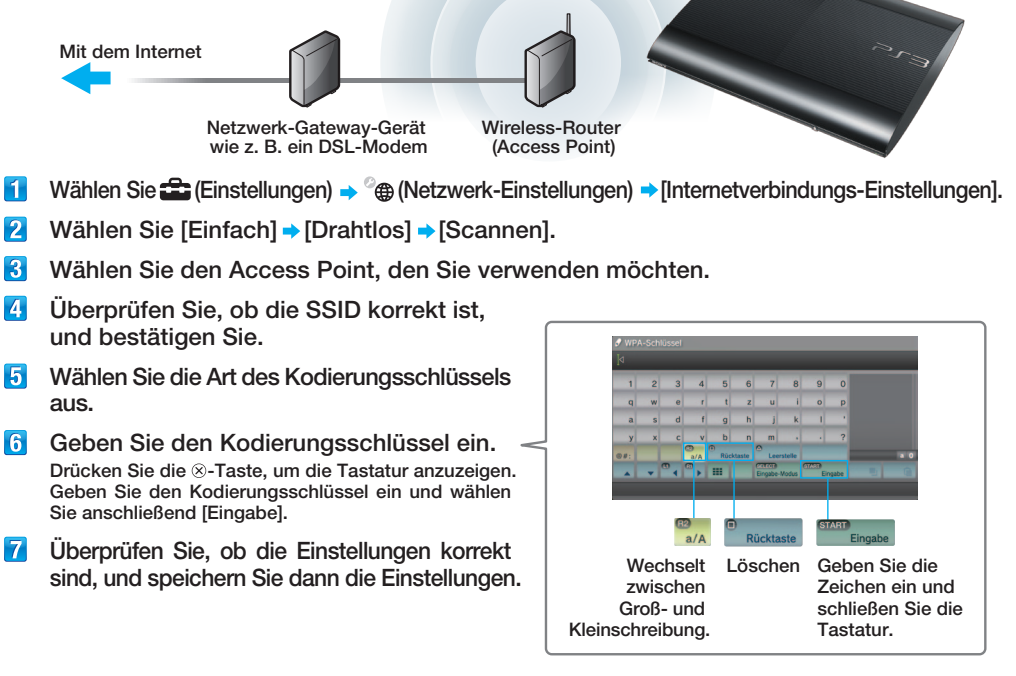 PS3
Mit dem Internet
Netzwerk-Gateway-Gerät
wie z. B. ein DSL-Modem
Wireless-Router
(Access Point)
1 Wählen Sie (Einstellungen) ➔ (Netzwerk-Einstellungen) ➔ [Internetverbindungs-Einstellungen].
2 Wählen Sie [Einfach] ➔ [Drahtlos] ➔ [Scannen].
3 Wählen Sie den Access Point, den Sie verwenden möchten.
4 Überprüfen Sie, ob die SSID korrekt ist,
und bestätigen Sie.
5 Wählen Sie die Art des Kodierungsschlüssels
aus.
6 Geben Sie den Kodierungsschlüssel ein.
Drücken Sie die ⊗-Taste, um die Tastatur anzuzeigen.
Geben Sie den Kodierungsschlüssel ein und wählen
Sie anschließend [Eingabe].
7 Überprüfen Sie, ob die Einstellungen korrekt
sind, und speichern Sie dann die Einstellungen.
WPA-Schlüssel
1 2 3 4 5 6 7 8 9 0
q w e r t z u i o p
a s d f g h j k l '
y x c v b n m , . ?
@#: a/A Rücktaste Leerstelle
SELECT START
Eingabe-Modus Eingabe
R2 START
a/A Rücktaste Eingabe
Wechselt
zwischen
Groß- und
Kleinschreibung.
Löschen
Geben Sie die
Zeichen ein und
schließen Sie die
Tastatur.